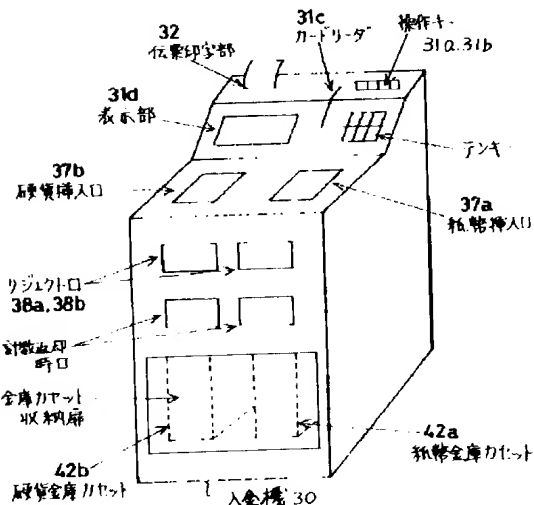 32
伝票印字部
31c
カードリーダ
操作キー
31a.31b
31d
表示部
テンキ
37b
硬貨挿入口
37a
紙幣挿入口
リジェクト口
38a,38b
計数返却
時口
金庫カセット
収納扉
42a
紙幣金庫カセット
42b
硬貨金庫カセット
入金機 30